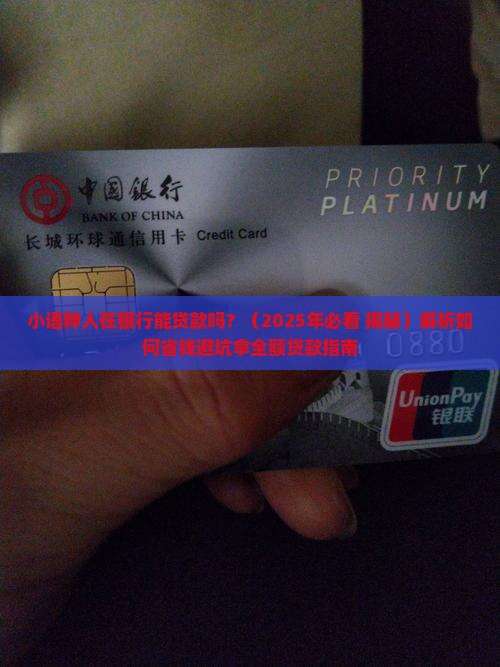 中国银行
BANK OF CHINA
长城环球通信用卡 Credit Card
PRIORITY
PLATINUM
小语种人在银行能贷款吗？（2025年必看 揭秘）解析如
何省钱避坑拿全额贷款指南
0880
UnionPay
银联